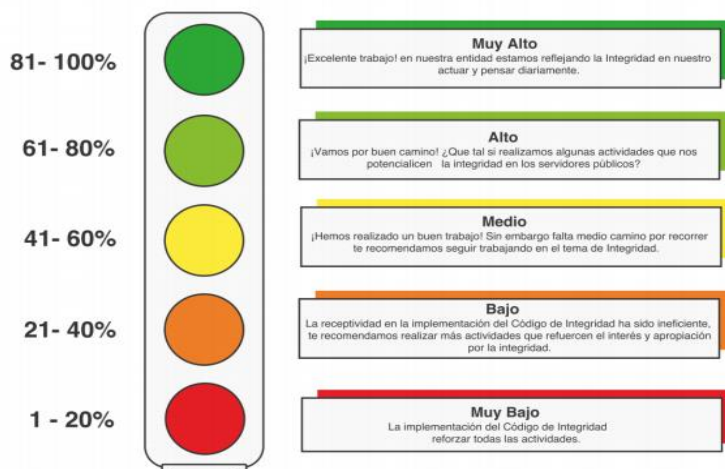 81- 100%
Muy Alto
¡Excelente trabajo! en nuestra entidad estamos reflejando la Integridad en nuestro
actuar y pensar diariamente.
61- 80%
Alto
¡Vamos por buen camino! ¿Que tal si realizamos algunas actividades que nos
potencialicen la integridad en los servidores públicos?
41- 60%
Medio
¡Hemos realizado un buen trabajo! Sin embargo falta medio camino por recorrer
te recomendamos seguir trabajando en el tema de Integridad.
21- 40%
Bajo
La receptividad en la implementación del Código de Integridad ha sido ineficiente,
te recomendamos realizar más actividades que refuercen el interés y apropiación
por la integridad.
1 - 20%
Muy Bajo
La implementación del Código de Integridad
reforzar todas las actividades.